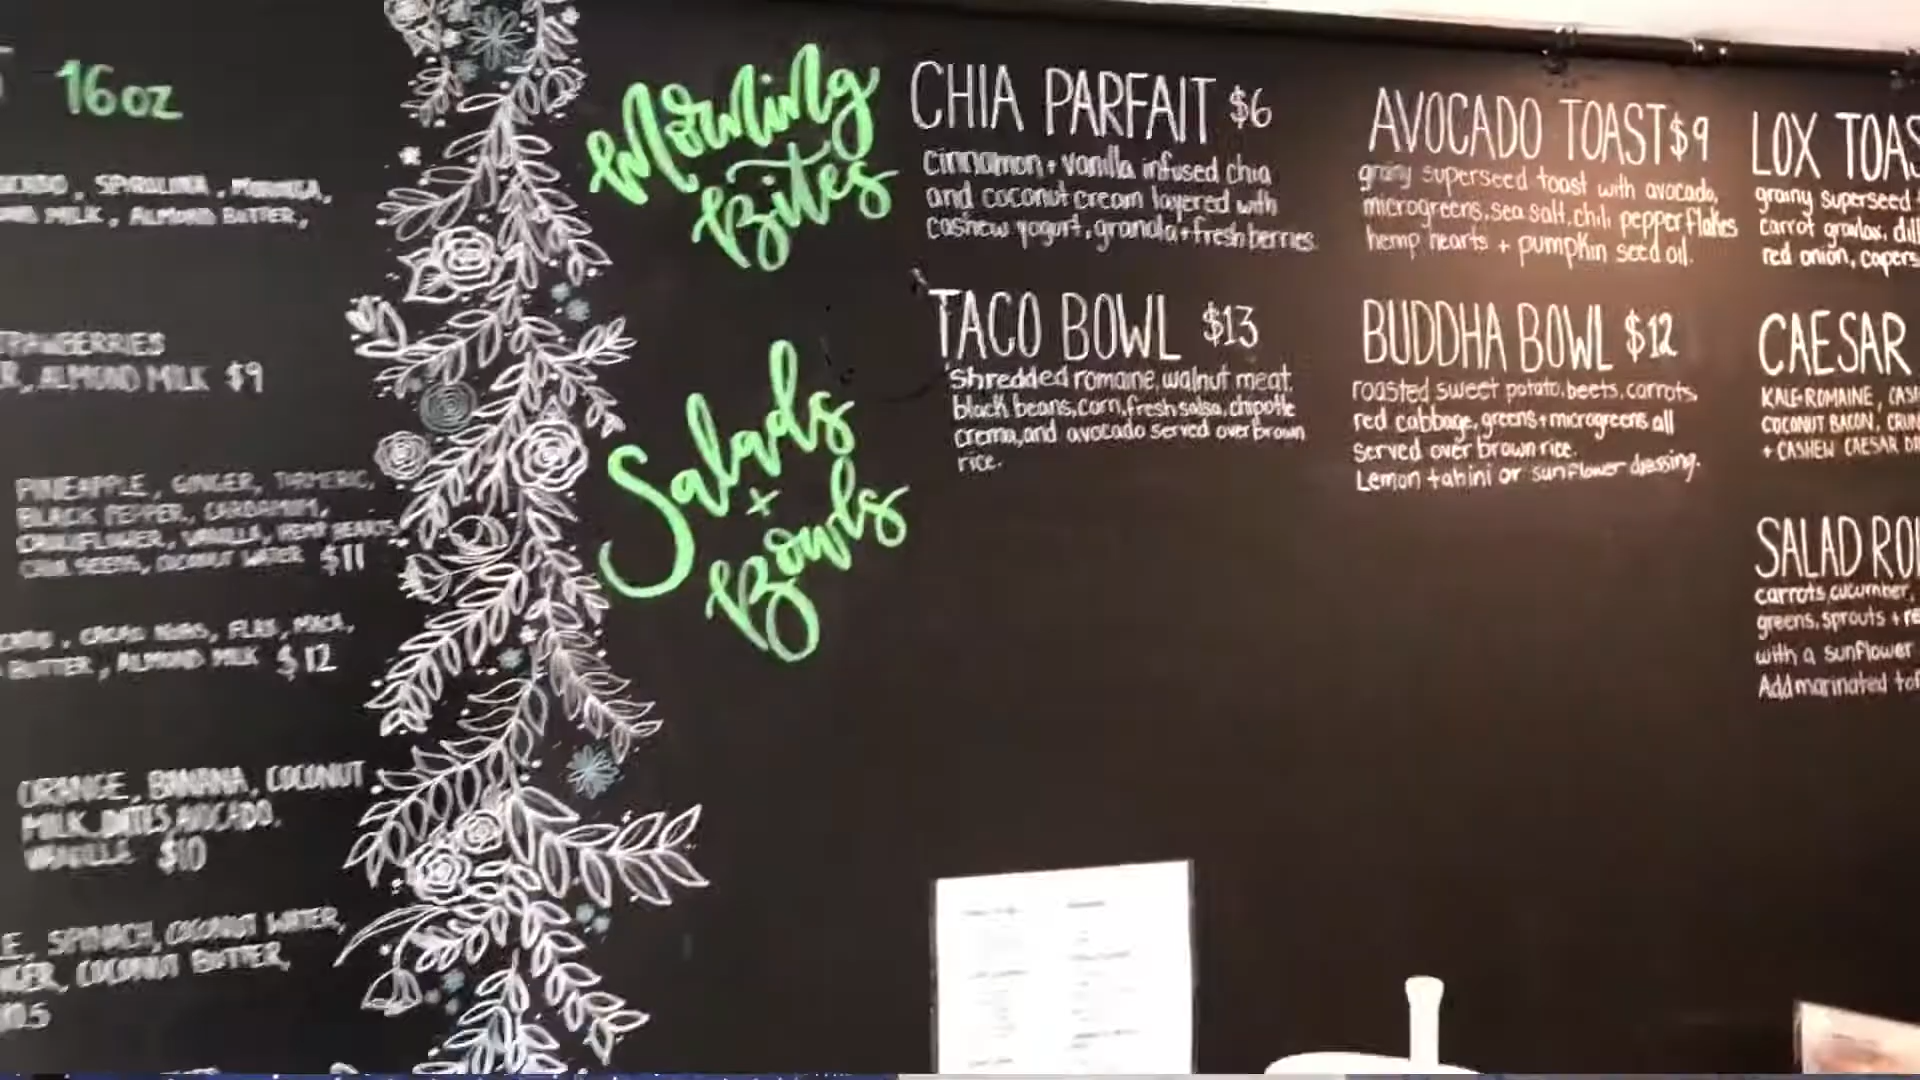 16oz
SPIRULINA, MORINGA,
MILK, ALMOND BUTTER,
ALMOND MILK $9
PINEAPPLE, GINGER, TURMERIC,
BLACK PEPPER, CARDAMOM,
CAULIFLOWER, VANILLA, HEMP HEARTS
CHIA SEEDS, COCONUT WATER $11
CACAO NIBS, FLAX, MACA,
BUTTER, ALMOND MILK $12
ORANGE, BANANA, COCONUT
MILK, DATES, AVOCADO,
VANILLA $10
SPINACH, COCONUT WATER,
COCONUT BUTTER,
Morning
Bites
CHIA PARFAIT $6
cinnamon + vanilla infused chia
and coconut cream layered with
cashew yogurt, granola + fresh berries
AVOCADO TOAST $9
grainy superseed toast with avocado,
microgreens, sea salt, chili pepper flakes
hemp hearts + pumpkin seed oil.
LOX
grainy superseed
carrot gravlax,
red onion, capers
Salads
+
Bowls
TACO BOWL $13
shredded romaine, walnut meat,
black beans, corn, fresh salsa, chipotle
crema, and avocado served over brown
rice.
BUDDHA BOWL $12
roasted sweet potato, beets, carrots,
red cabbage, greens + microgreens all
served over brown rice.
Lemon tahini or sunflower dressing.
CAESAR
KALE-ROMAINE,
COCONUT BACON,
+ CASHEW CAESAR
SALAD
carrots, cucumber,
greens, sprouts +
with a sunflower
Add marinated